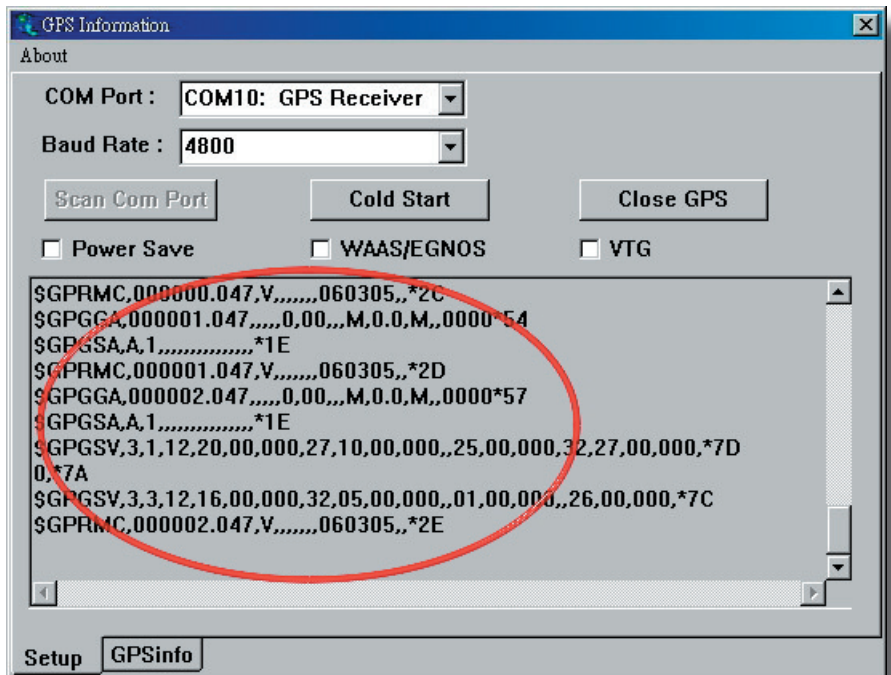 GPS Information
About
COM Port : COM10: GPS Receiver
Baud Rate : 4800
Scan Com Port Cold Start Close GPS
Power Save WAAS/EGNOS VTG
$GPRMC,000000.047,V,,,,,,,060305,,*2C
$GPGGA,000001.047,,,,,0,00,,,M,0.0,M,,0000*54
$GPGSA,A,1,,,,,,,,,,,,,,,*1E
$GPRMC,000001.047,V,,,,,,,060305,,*2D
$GPGGA,000002.047,,,,,0,00,,,M,0.0,M,,0000*57
$GPGSA,A,1,,,,,,,,,,,,,,,*1E
$GPGSV,3,1,12,20,00,000,27,10,00,000,,25,00,000,32,27,00,000,*7D
0,*7A
$GPGSV,3,3,12,16,00,000,32,05,00,000,,01,00,000,,26,00,000,*7C
$GPRMC,000002.047,V,,,,,,,060305,,*2E
Setup GPSinfo